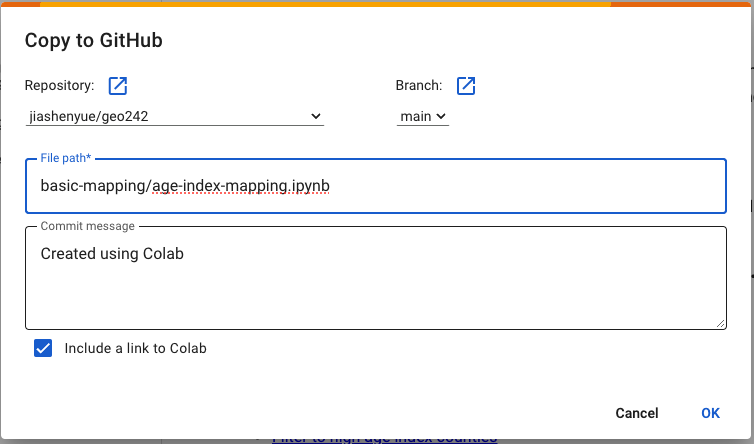 Copy to GitHub
Repository:
Branch:
jiashenyue/geo242
main
File path*
basic-mapping/age-index-mapping.ipynb
Commit message
Created using Colab
Include a link to Colab
Cancel
OK
Filter to high age index counties